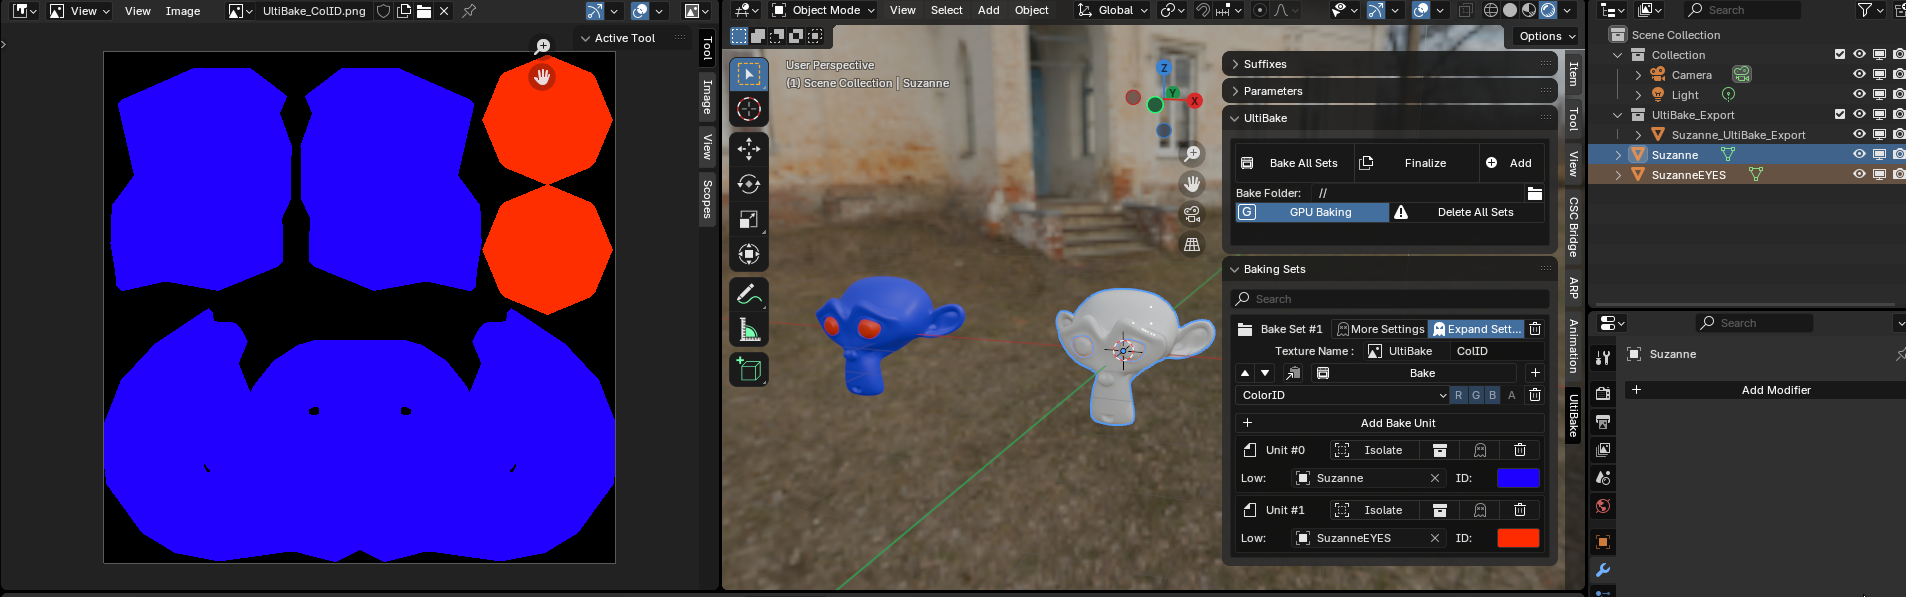 View
View
Image
UltiBake_ColID.png
Active Tool
Tool
Image
View
Scopes
Object Mode
View
Select
Add
Object
Global
Options
User Perspective
(1) Scene Collection | Suzanne
Z
Y
X
Suffixes
Parameters
UltiBake
Bake All Sets
Finalize
Add
Bake Folder:
//
G
GPU Baking
Delete All Sets
Baking Sets
Search
Bake Set #1
More Settings
Expand Sett...
Texture Name :
UltiBake
ColID
Bake
ColorID
R
G
B
A
Add Bake Unit
Unit #0
Isolate
Low:
Suzanne
ID:
Unit #1
Isolate
Low:
SuzanneEYES
ID:
Item
Tool
View
CSC Bridge
ARP
Animation
UltiBake
Search
Scene Collection
Collection
Camera
Light
UltiBake_Export
Suzanne_UltiBake_Export
Suzanne
SuzanneEYES
Search
Suzanne
Add Modifier